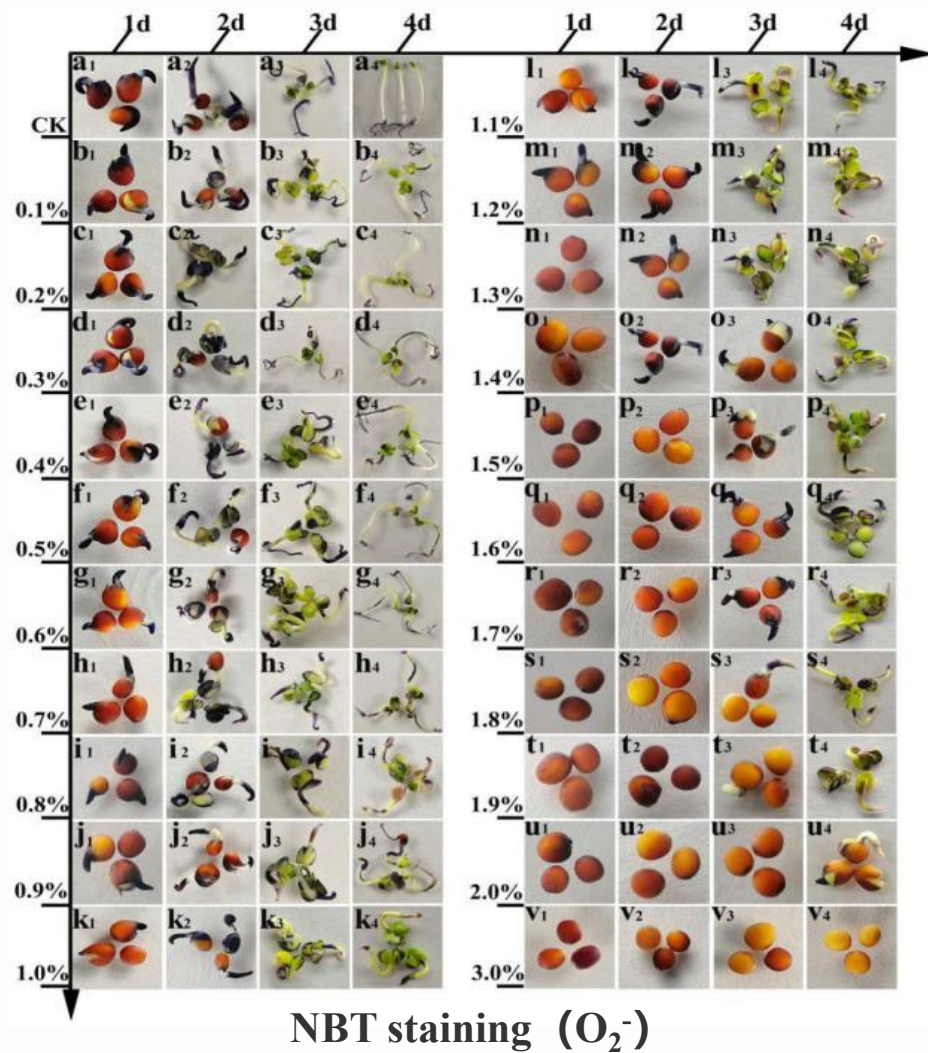 1d 2d 3d 4d 1d 2d 3d 4d
a1 a2 a3 a4 l1 l2 l3 l4
CK 1.1%
b1 b2 b3 b4 m1 m2 m3 m4
0.1% 1.2%
c1 c2 c3 c4 n1 n2 n3 n4
0.2% 1.3%
d1 d2 d3 d4 o1 o2 o3 o4
0.3% 1.4%
e1 e2 e3 e4 p1 p2 p3 p4
0.4% 1.5%
f1 f2 f3 f4 q1 q2 q3 q4
0.5% 1.6%
g1 g2 g3 g4 r1 r2 r3 r4
0.6% 1.7%
h1 h2 h3 h4 s1 s2 s3 s4
0.7% 1.8%
i1 i2 i3 i4 t1 t2 t3 t4
0.8% 1.9%
j1 j2 j3 j4 u1 u2 u3 u4
0.9% 2.0%
k1 k2 k3 k4 v1 v2 v3 v4
1.0% 3.0%
NBT staining (O₂⁻)